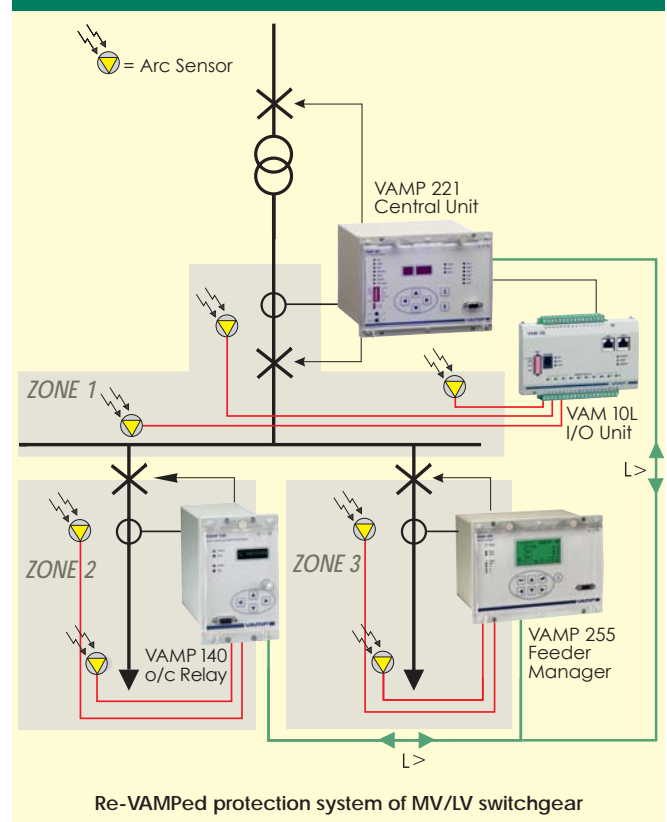 = Arc Sensor
VAMP 221
Central Unit
ZONE 1
VAM 10L
I/O Unit
L>
ZONE 2
ZONE 3
VAMP 140
o/c Relay
VAMP 255
Feeder
Manager
L>
Re-VAMPed protection system of MV/LV switchgear